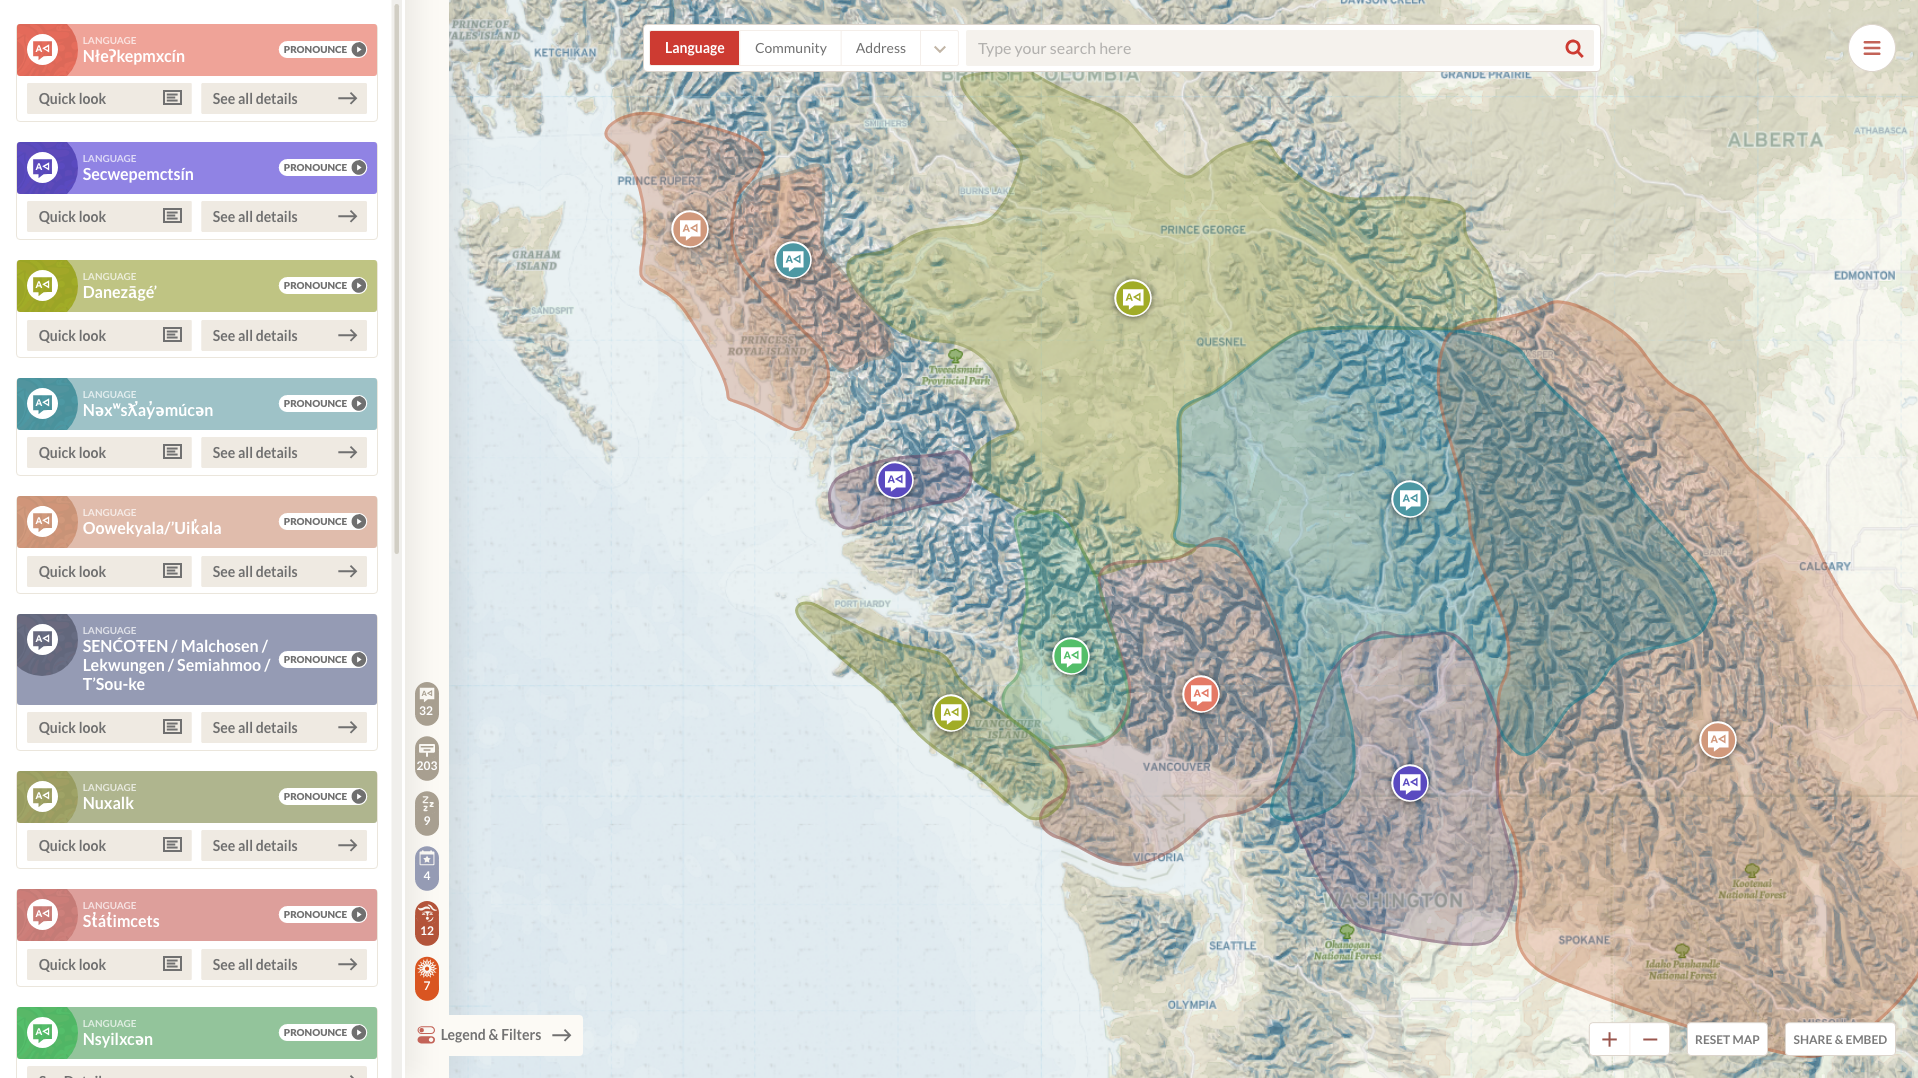 LANGUAGE
Nłeʔkepmxcín
PRONOUNCE
Quick look
See all details
LANGUAGE
Secwepemctsín
PRONOUNCE
Quick look
See all details
LANGUAGE
Danezāgé’
PRONOUNCE
Quick look
See all details
LANGUAGE
Nəxʷsƛ̓ay̓əmúcən
PRONOUNCE
Quick look
See all details
LANGUAGE
Oowekyala/’Uik̓ala
PRONOUNCE
Quick look
See all details
LANGUAGE
SENĆOŦEN / Malchosen /
Lekwungen / Semiahmoo /
T’Sou-ke
PRONOUNCE
Quick look
See all details
LANGUAGE
Nuxalk
PRONOUNCE
Quick look
See all details
LANGUAGE
Sƛ̓áƛ̓imcets
PRONOUNCE
Quick look
See all details
LANGUAGE
Nsyilxcən
PRONOUNCE
32
203
9
4
12
7
Legend & Filters
Language
Community
Address
Type your search here
PRINCE OF
WALES ISLAND
KETCHIKAN
DAWSON CREEK
BRITISH COLUMBIA
GRANDE PRAIRIE
SMITHERS
ALBERTA
ATHABASCA
PRINCE RUPERT
BURNS LAKE
PRINCE GEORGE
GRAHAM
ISLAND
EDMONTON
SANDSPIT
PRINCESS
ROYAL ISLAND
QUESNEL
JASPER
Tweedsmuir
Provincial Park
BANFF
CALGARY
PORT HARDY
VANCOUVER
ISLAND
VANCOUVER
VICTORIA
WASHINGTON
Kootenai
National Forest
SEATTLE
Okanogan
National Forest
SPOKANE
Idaho Panhandle
National Forest
OLYMPIA
MISSOULA
RESET MAP
SHARE & EMBED